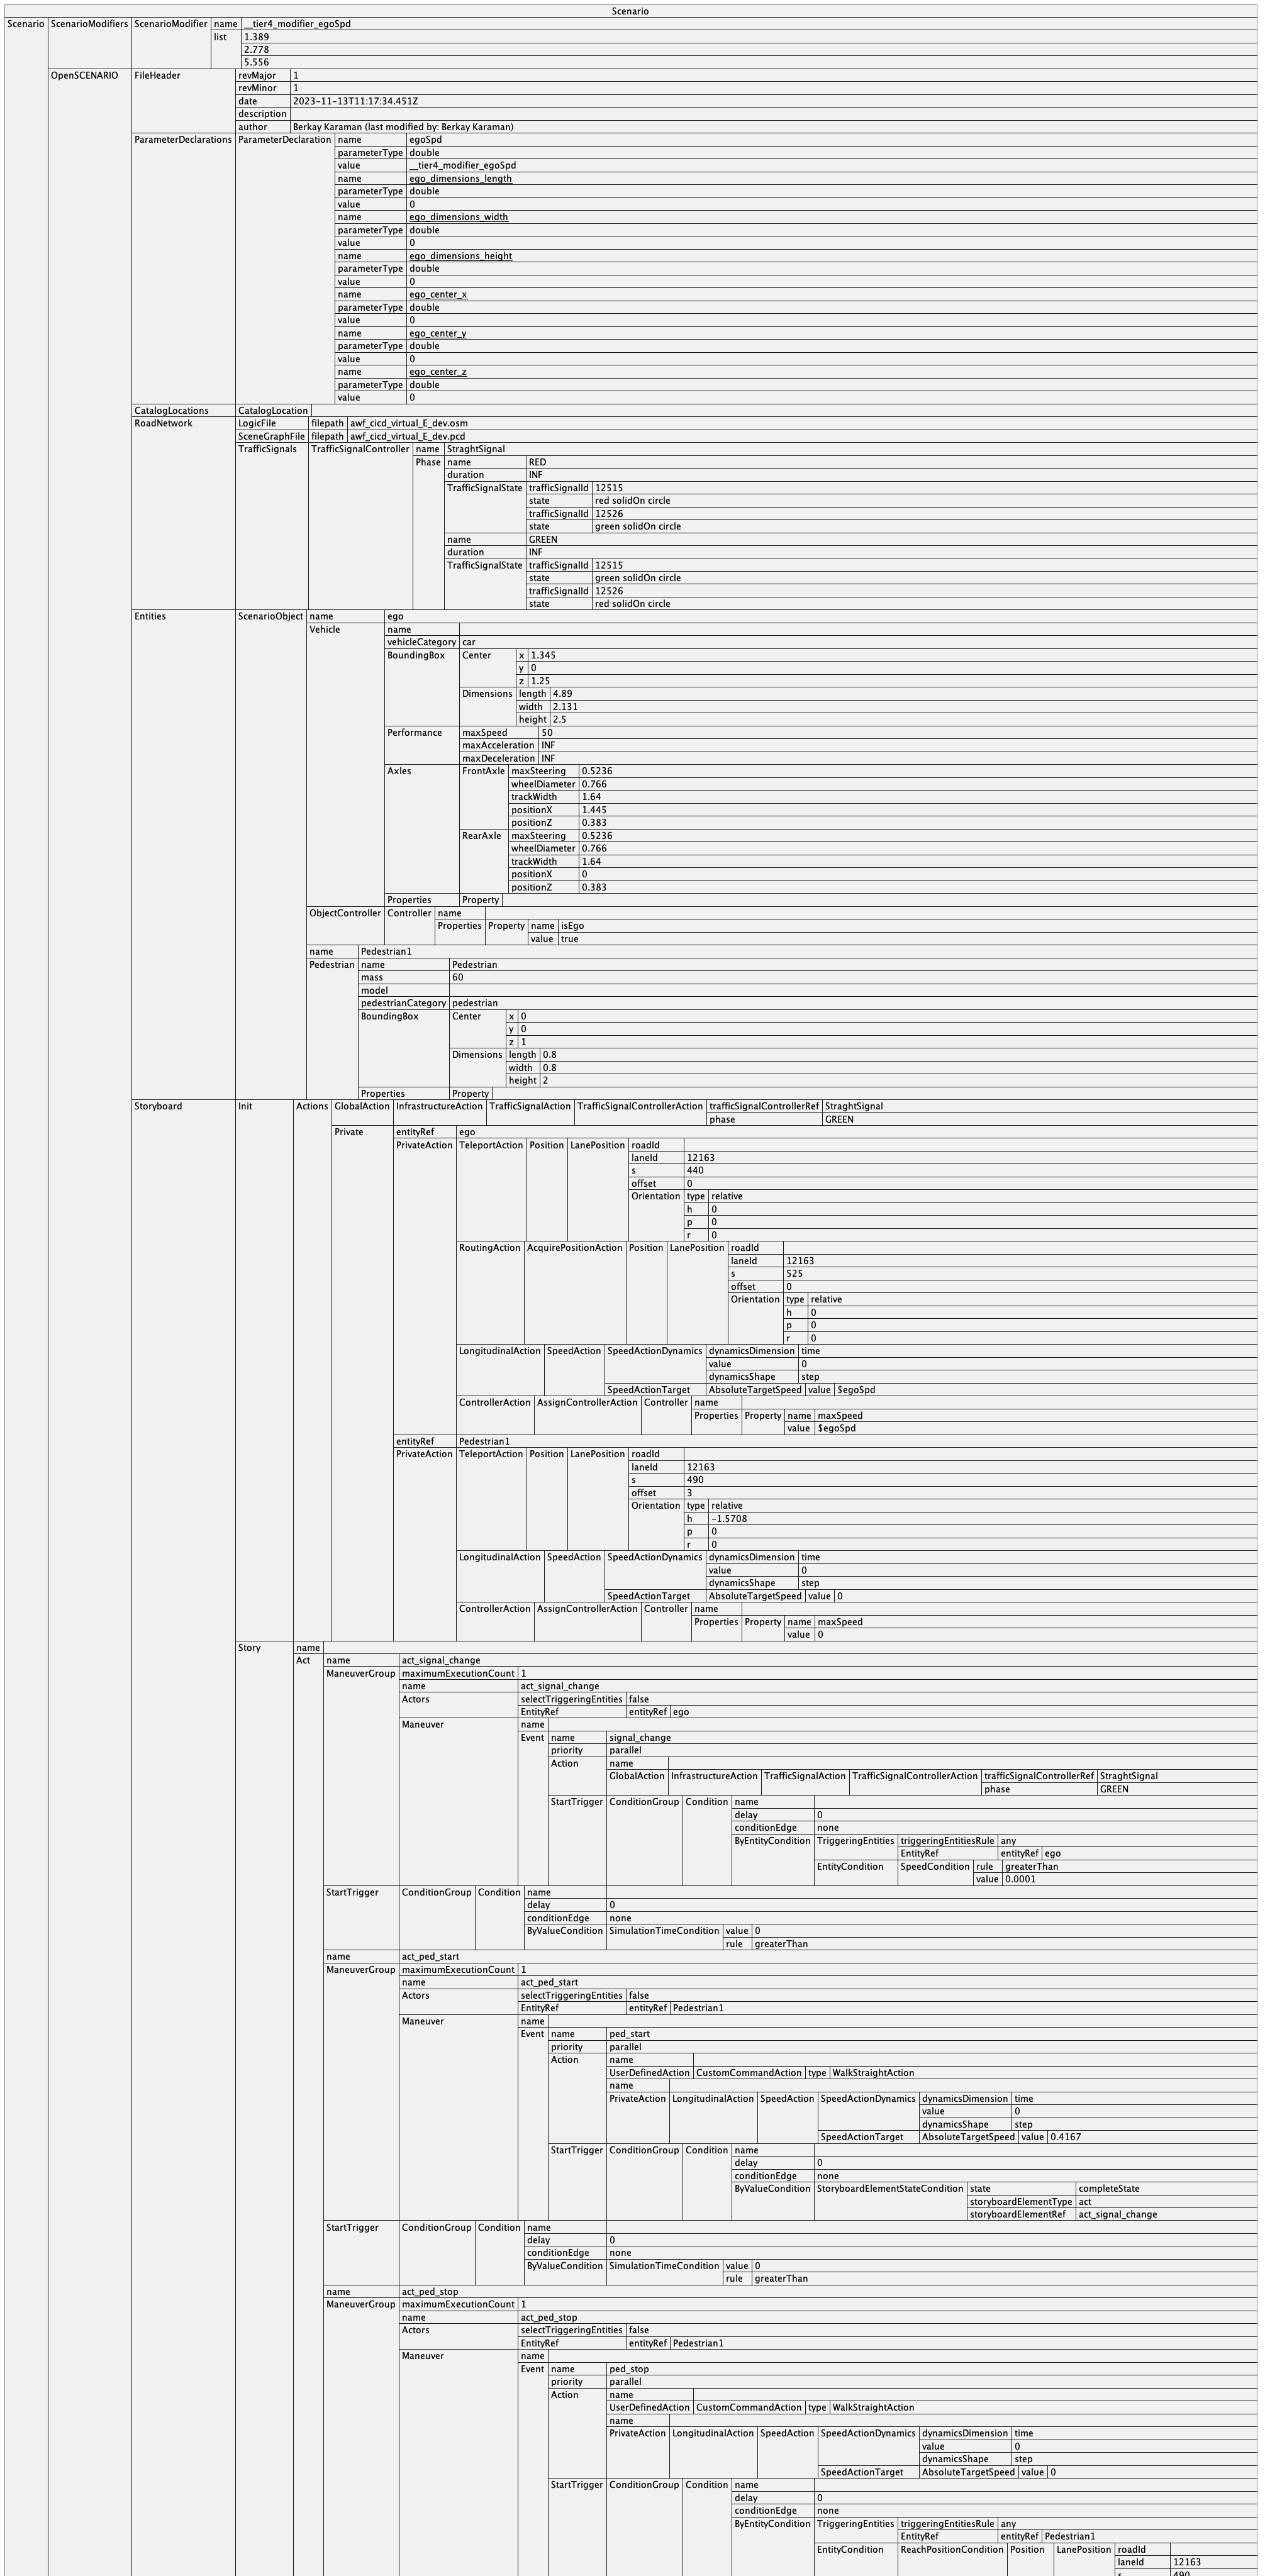 Scenario
Scenario ScenarioModifiers ScenarioModifier name __tier4_modifier_egoSpd
list 1.389
2.778
5.556
OpenSCENARIO FileHeader revMajor 1
revMinor 1
date 2023-11-13T11:17:34.451Z
description
author Berkay Karaman (last modified by: Berkay Karaman)
ParameterDeclarations ParameterDeclaration name egoSpd
parameterType double
value __tier4_modifier_egoSpd
name ego_dimensions_length
parameterType double
value 0
name ego_dimensions_width
parameterType double
value 0
name ego_dimensions_height
parameterType double
value 0
name ego_center_x
parameterType double
value 0
name ego_center_y
parameterType double
value 0
name ego_center_z
parameterType double
value 0
CatalogLocations CatalogLocation
RoadNetwork LogicFile filepath awf_cicd_virtual_E_dev.osm
SceneGraphFile filepath awf_cicd_virtual_E_dev.pcd
TrafficSignals TrafficSignalController name StraghtSignal
Phase name RED
duration INF
TrafficSignalState trafficSignalId 12515
state red solidOn circle
trafficSignalId 12526
state green solidOn circle
name GREEN
duration INF
TrafficSignalState trafficSignalId 12515
state green solidOn circle
trafficSignalId 12526
state red solidOn circle
Entities ScenarioObject name ego
Vehicle name
vehicleCategory car
BoundingBox Center x 1.345
y 0
z 1.25
Dimensions length 4.89
width 2.131
height 2.5
Performance maxSpeed 50
maxAcceleration INF
maxDeceleration INF
Axles FrontAxle maxSteering 0.5236
wheelDiameter 0.766
trackWidth 1.64
positionX 1.445
positionZ 0.383
RearAxle maxSteering 0.5236
wheelDiameter 0.766
trackWidth 1.64
positionX 0
positionZ 0.383
Properties Property
ObjectController Controller name
Properties Property name isEgo
value true
name Pedestrian1
Pedestrian name Pedestrian
mass 60
model
pedestrianCategory pedestrian
BoundingBox Center x 0
y 0
z 1
Dimensions length 0.8
width 0.8
height 2
Properties Property
Storyboard Init Actions GlobalAction InfrastructureAction TrafficSignalAction TrafficSignalControllerAction trafficSignalControllerRef StraghtSignal
phase GREEN
Private entityRef ego
PrivateAction TeleportAction Position LanePosition roadId
laneId 12163
s 440
offset 0
Orientation type relative
h 0
p 0
r 0
RoutingAction AcquirePositionAction Position LanePosition roadId
laneId 12163
s 525
offset 0
Orientation type relative
h 0
p 0
r 0
LongitudinalAction SpeedAction SpeedActionDynamics dynamicsDimension time
value 0
dynamicsShape step
SpeedActionTarget AbsoluteTargetSpeed value $egoSpd
ControllerAction AssignControllerAction Controller name
Properties Property name maxSpeed
value $egoSpd
entityRef Pedestrian1
PrivateAction TeleportAction Position LanePosition roadId
laneId 12163
s 490
offset 3
Orientation type relative
h -1.5708
p 0
r 0
LongitudinalAction SpeedAction SpeedActionDynamics dynamicsDimension time
value 0
dynamicsShape step
SpeedActionTarget AbsoluteTargetSpeed value 0
ControllerAction AssignControllerAction Controller name
Properties Property name maxSpeed
value 0
Story name
Act name act_signal_change
ManeuverGroup maximumExecutionCount 1
name act_signal_change
Actors selectTriggeringEntities false
EntityRef entityRef ego
Maneuver name
Event name signal_change
priority parallel
Action name
GlobalAction InfrastructureAction TrafficSignalAction TrafficSignalControllerAction trafficSignalControllerRef StraghtSignal
phase GREEN
StartTrigger ConditionGroup Condition name
delay 0
conditionEdge none
ByEntityCondition TriggeringEntities triggeringEntitiesRule any
EntityRef entityRef ego
EntityCondition SpeedCondition rule greaterThan
value 0.0001
StartTrigger ConditionGroup Condition name
delay 0
conditionEdge none
ByValueCondition SimulationTimeCondition value 0
rule greaterThan
name act_ped_start
ManeuverGroup maximumExecutionCount 1
name act_ped_start
Actors selectTriggeringEntities false
EntityRef entityRef Pedestrian1
Maneuver name
Event name ped_start
priority parallel
Action name
UserDefinedAction CustomCommandAction type WalkStraightAction
name
PrivateAction LongitudinalAction SpeedAction SpeedActionDynamics dynamicsDimension time
value 0
dynamicsShape step
SpeedActionTarget AbsoluteTargetSpeed value 0.4167
StartTrigger ConditionGroup Condition name
delay 0
conditionEdge none
ByValueCondition StoryboardElementStateCondition state completeState
storyboardElementType act
storyboardElementRef act_signal_change
StartTrigger ConditionGroup Condition name
delay 0
conditionEdge none
ByValueCondition SimulationTimeCondition value 0
rule greaterThan
name act_ped_stop
ManeuverGroup maximumExecutionCount 1
name act_ped_stop
Actors selectTriggeringEntities false
EntityRef entityRef Pedestrian1
Maneuver name
Event name ped_stop
priority parallel
Action name
UserDefinedAction CustomCommandAction type WalkStraightAction
name
PrivateAction LongitudinalAction SpeedAction SpeedActionDynamics dynamicsDimension time
value 0
dynamicsShape step
SpeedActionTarget AbsoluteTargetSpeed value 0
StartTrigger ConditionGroup Condition name
delay 0
conditionEdge none
ByEntityCondition TriggeringEntities triggeringEntitiesRule any
EntityRef entityRef Pedestrian1
EntityCondition ReachPositionCondition Position LanePosition roadId
laneId 12163